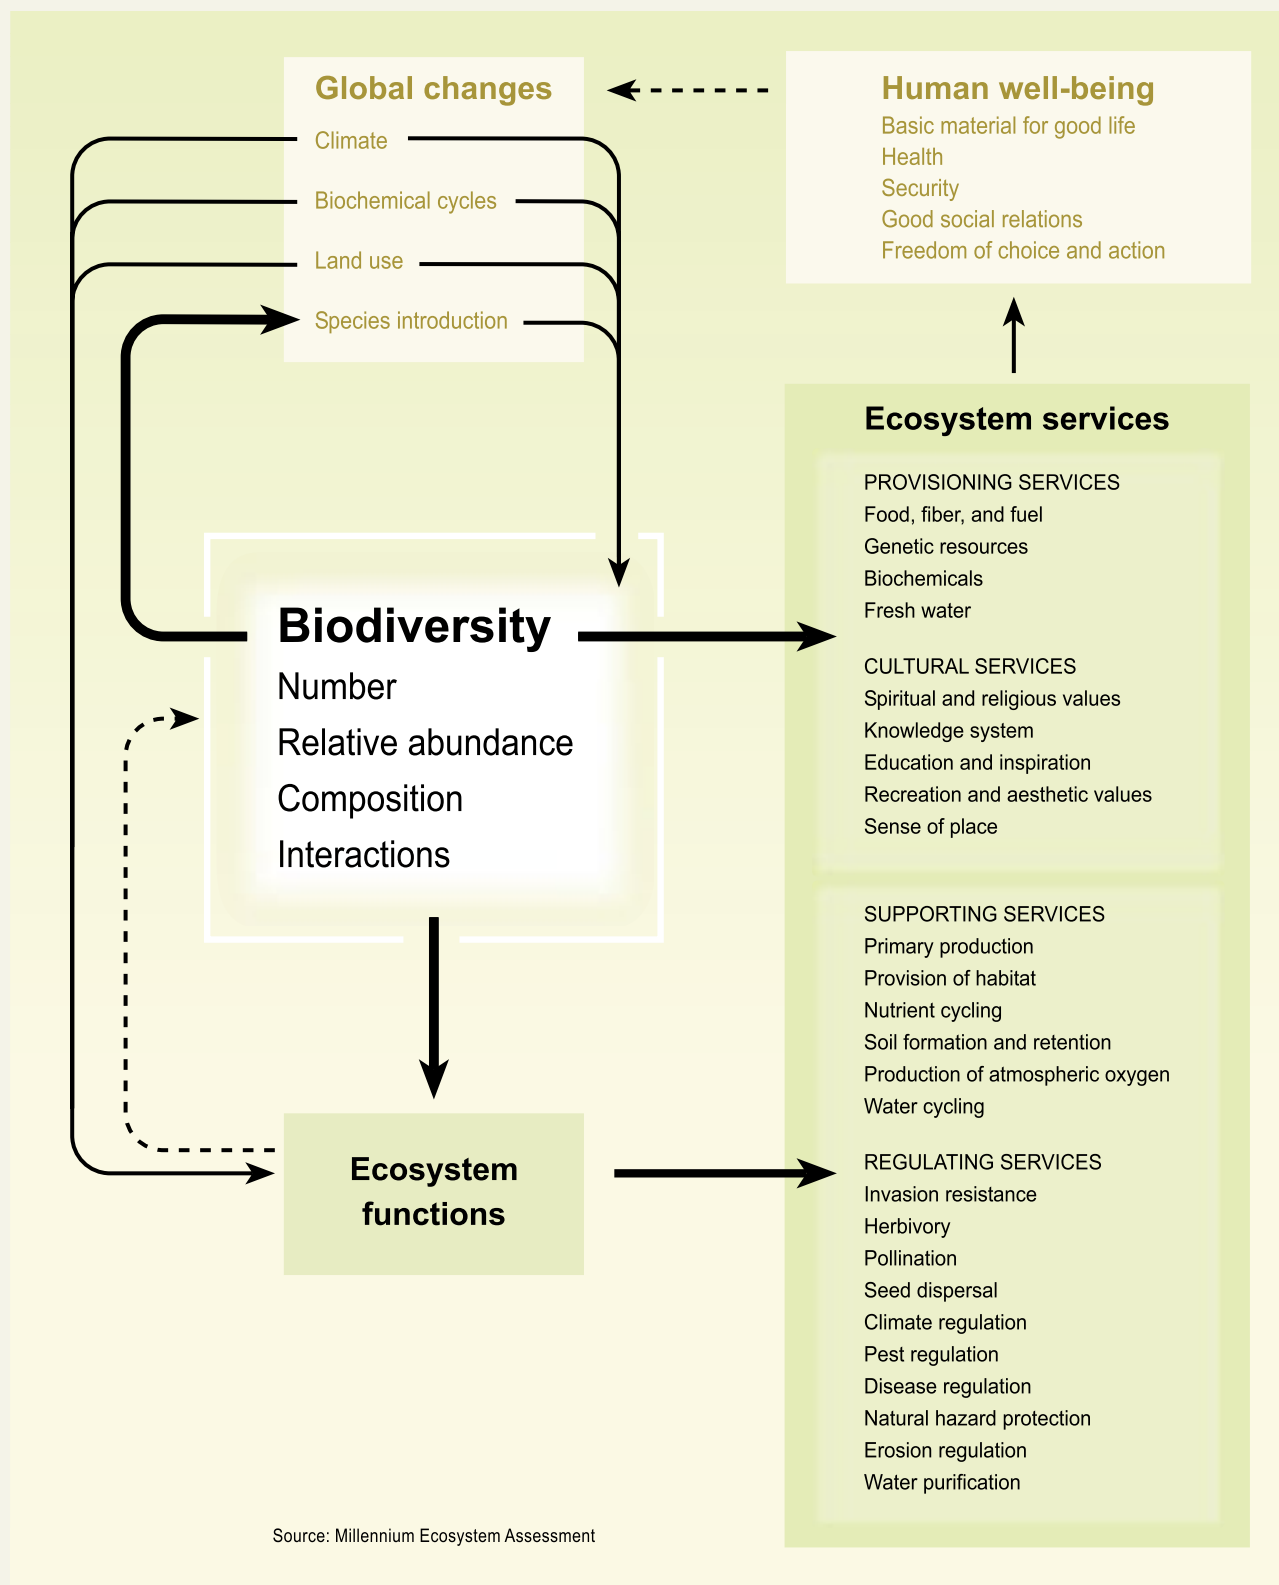 Global changes
Climate
Biochemical cycles
Land use
Species introduction
Human well-being
Basic material for good life
Health
Security
Good social relations
Freedom of choice and action
Biodiversity
Number
Relative abundance
Composition
Interactions
Ecosystem
functions
Ecosystem services
PROVISIONING SERVICES
Food, fiber, and fuel
Genetic resources
Biochemicals
Fresh water
CULTURAL SERVICES
Spiritual and religious values
Knowledge system
Education and inspiration
Recreation and aesthetic values
Sense of place
SUPPORTING SERVICES
Primary production
Provision of habitat
Nutrient cycling
Soil formation and retention
Production of atmospheric oxygen
Water cycling
REGULATING SERVICES
Invasion resistance
Herbivory
Pollination
Seed dispersal
Climate regulation
Pest regulation
Disease regulation
Natural hazard protection
Erosion regulation
Water purification
Source: Millennium Ecosystem Assessment